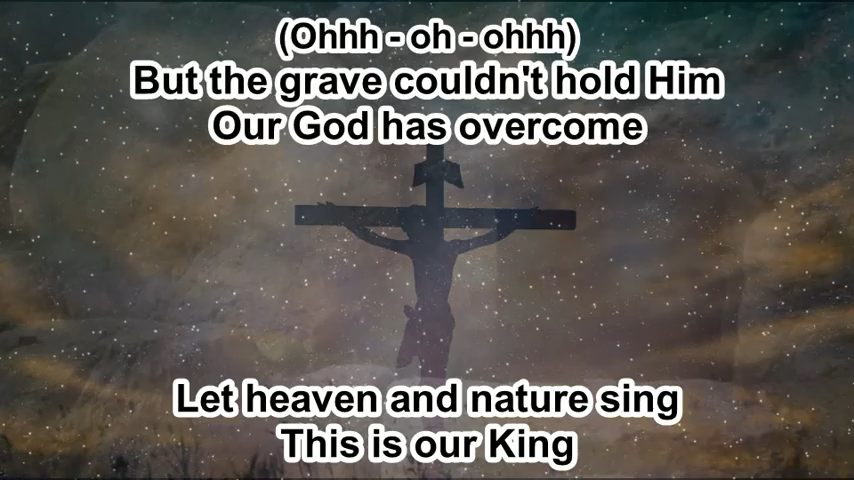 (Ohhh - oh - ohhh)
But the grave couldn't hold Him
Our God has overcome
Let heaven and nature sing
This is our King